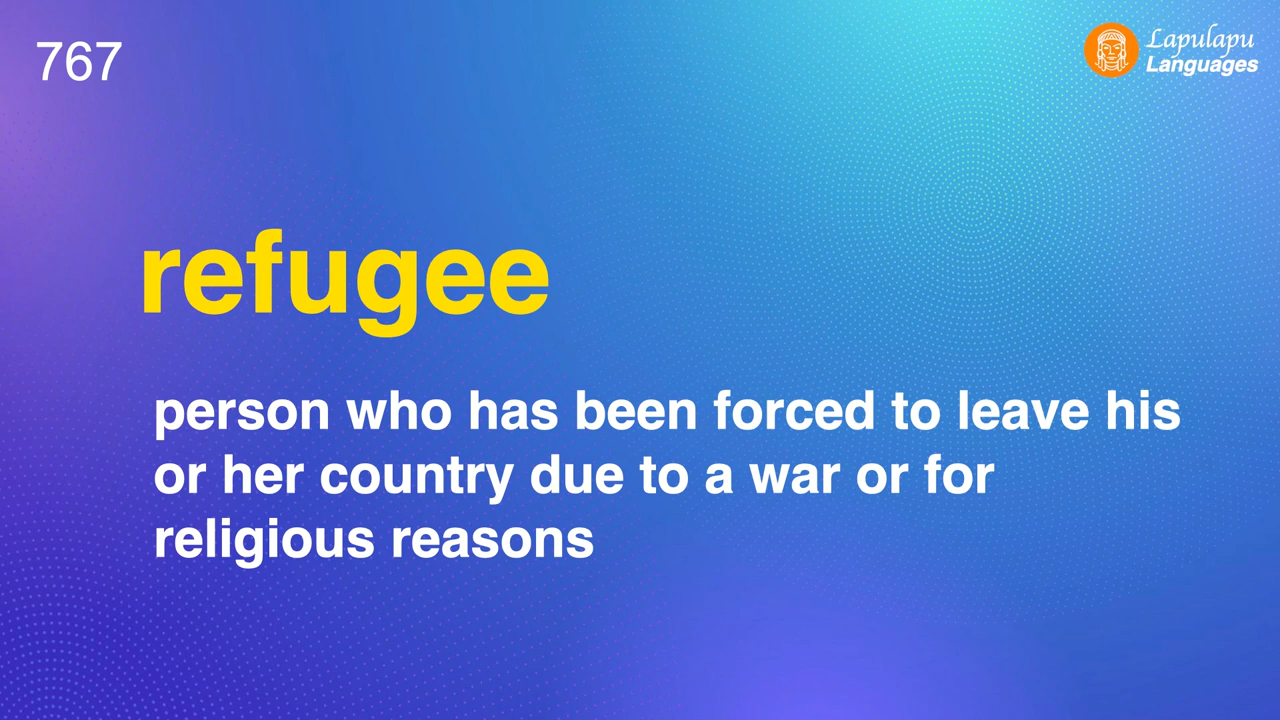 767
Lapulapu
Languages
refugee
person who has been forced to leave his
or her country due to a war or for
religious reasons